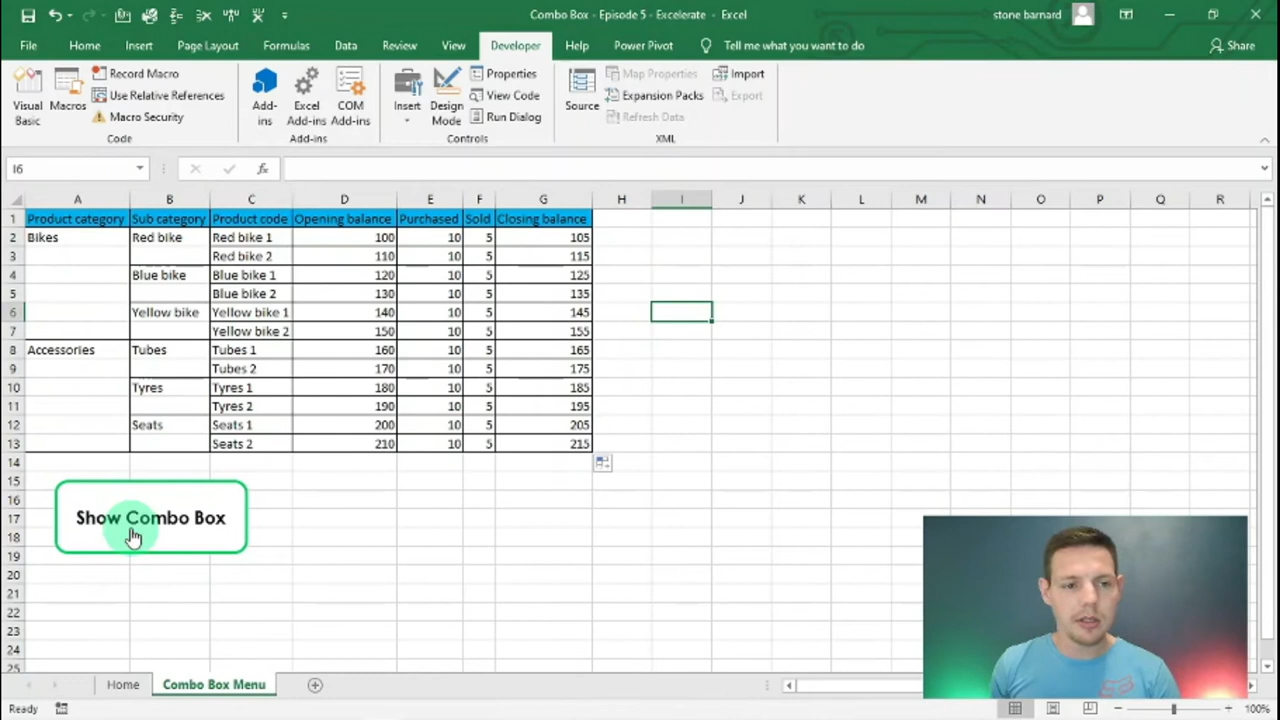 Combo Box - Episode 5 - Excelerate - Excel
stone barnard
File Home Insert Page Layout Formulas Data Review View Developer Help Power Pivot Tell me what you want to do Share
Visual Basic
Macros
Record Macro
Use Relative References
Macro Security
Code
Add-ins
Excel Add-ins
COM Add-ins
Add-ins
Insert
Design Mode
Properties
View Code
Run Dialog
Controls
Source
Map Properties
Expansion Packs
Refresh Data
Import
Export
XML
I6
fx
A B C D E F G H I J K L M N O P Q R
1 Product category Sub category Product code Opening balance Purchased Sold Closing balance
2 Bikes Red bike Red bike 1 100 10 5 105
3 Red bike 2 110 10 5 115
4 Blue bike Blue bike 1 120 10 5 125
5 Blue bike 2 130 10 5 135
6 Yellow bike Yellow bike 1 140 10 5 145
7 Yellow bike 2 150 10 5 155
8 Accessories Tubes Tubes 1 160 10 5 165
9 Tubes 2 170 10 5 175
10 Tyres Tyres 1 180 10 5 185
11 Tyres 2 190 10 5 195
12 Seats Seats 1 200 10 5 205
13 Seats 2 210 10 5 215
14
15
16
17
18
19
20
21
22
23
24
25
Show Combo Box
Home Combo Box Menu
Ready
100%